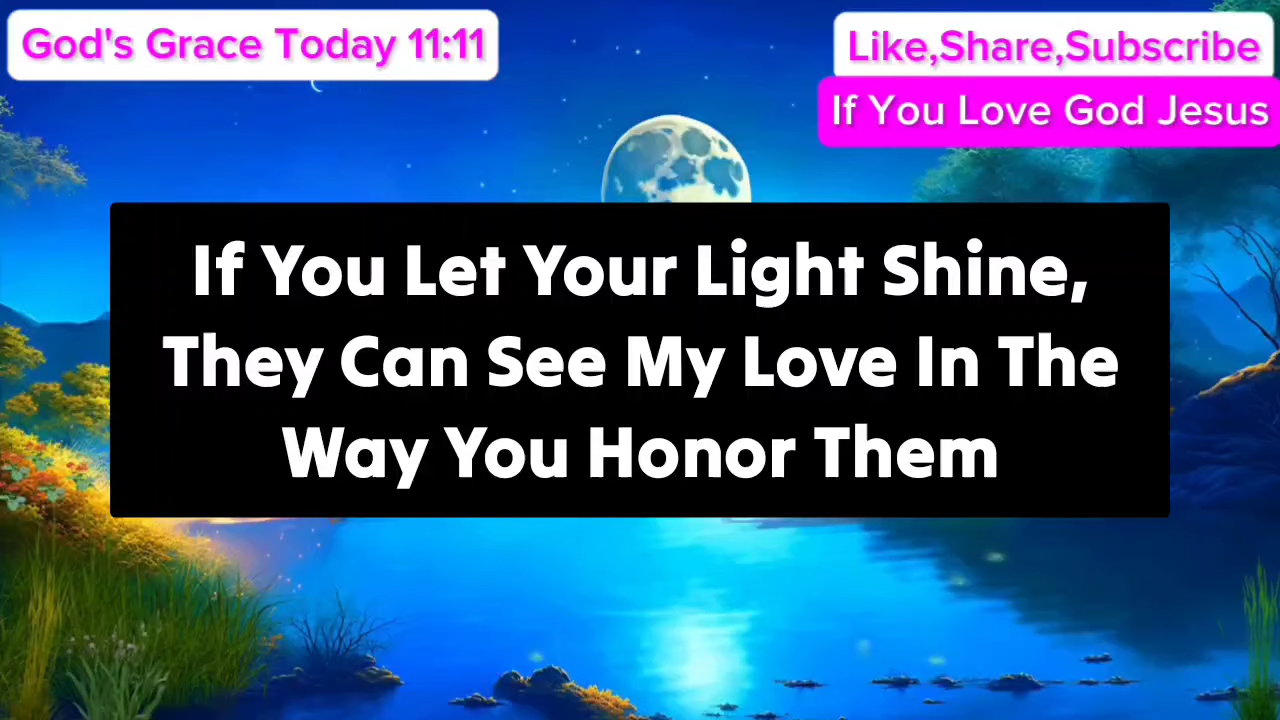 God's Grace Today 11:11
Like,Share,Subscribe
If You Love God Jesus
If You Let Your Light Shine,
They Can See My Love In The
Way You Honor Them